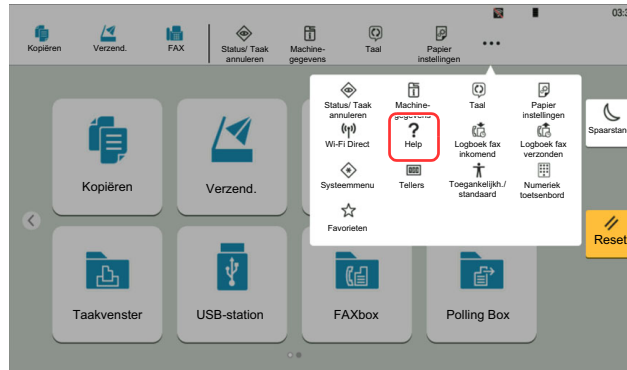 03:3
Kopiëren
Verzend.
FAX
Status/ Taak
annuleren
Machine-
gegevens
Taal
Papier
instellingen
Status/ Taak
annuleren
Machine-
gegevens
Taal
Papier
instellingen
Wi-Fi Direct
Help
Logboek fax
inkomend
Logboek fax
verzonden
Systeemmenu
Tellers
Toegankelijkh./
standaard
Numeriek
toetsenbord
Favorieten
Spaarstan
Reset
Kopiëren
Verzend.
Taakvenster
USB-station
FAXbox
Polling Box